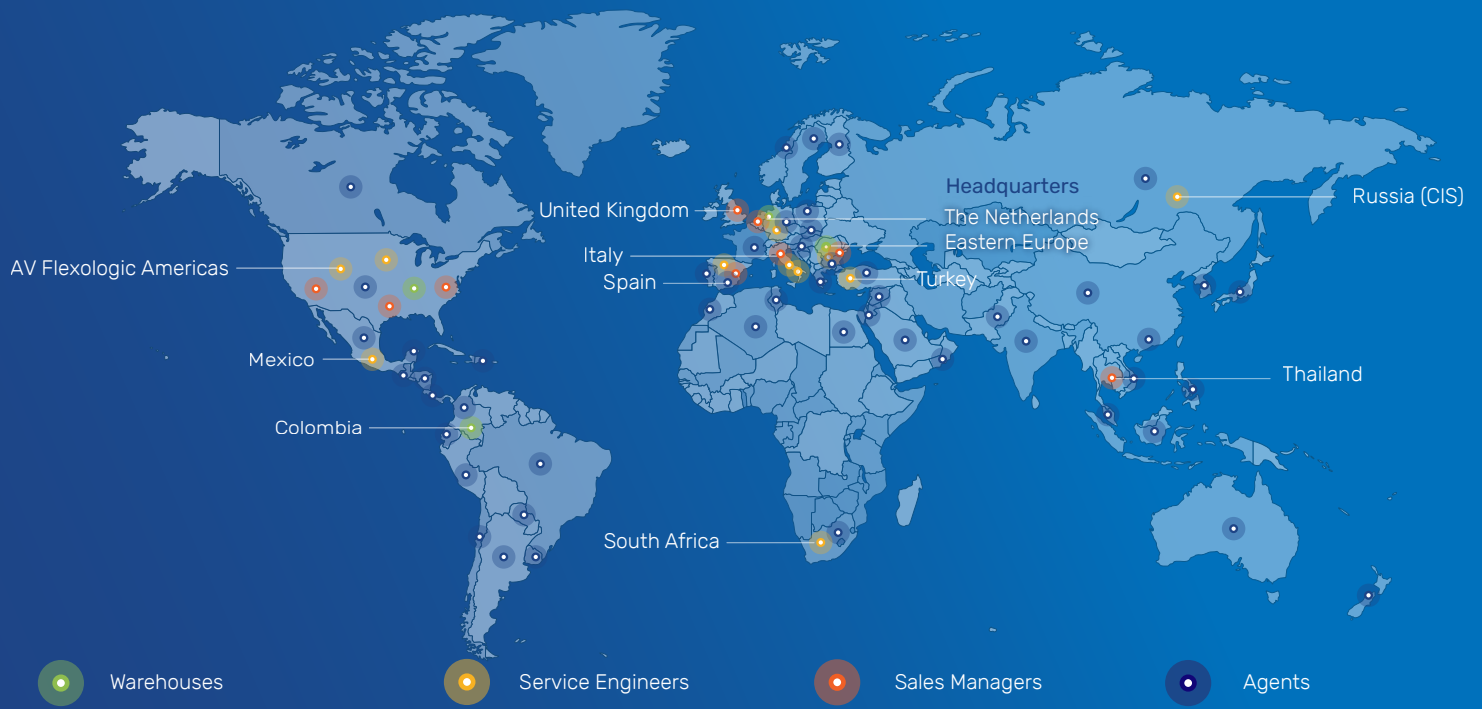 Headquarters
The Netherlands
Eastern Europe
Russia (CIS)
United Kingdom
Italy
Spain
Turkey
AV Flexologic Americas
Mexico
Colombia
Thailand
South Africa
Warehouses
Service Engineers
Sales Managers
Agents